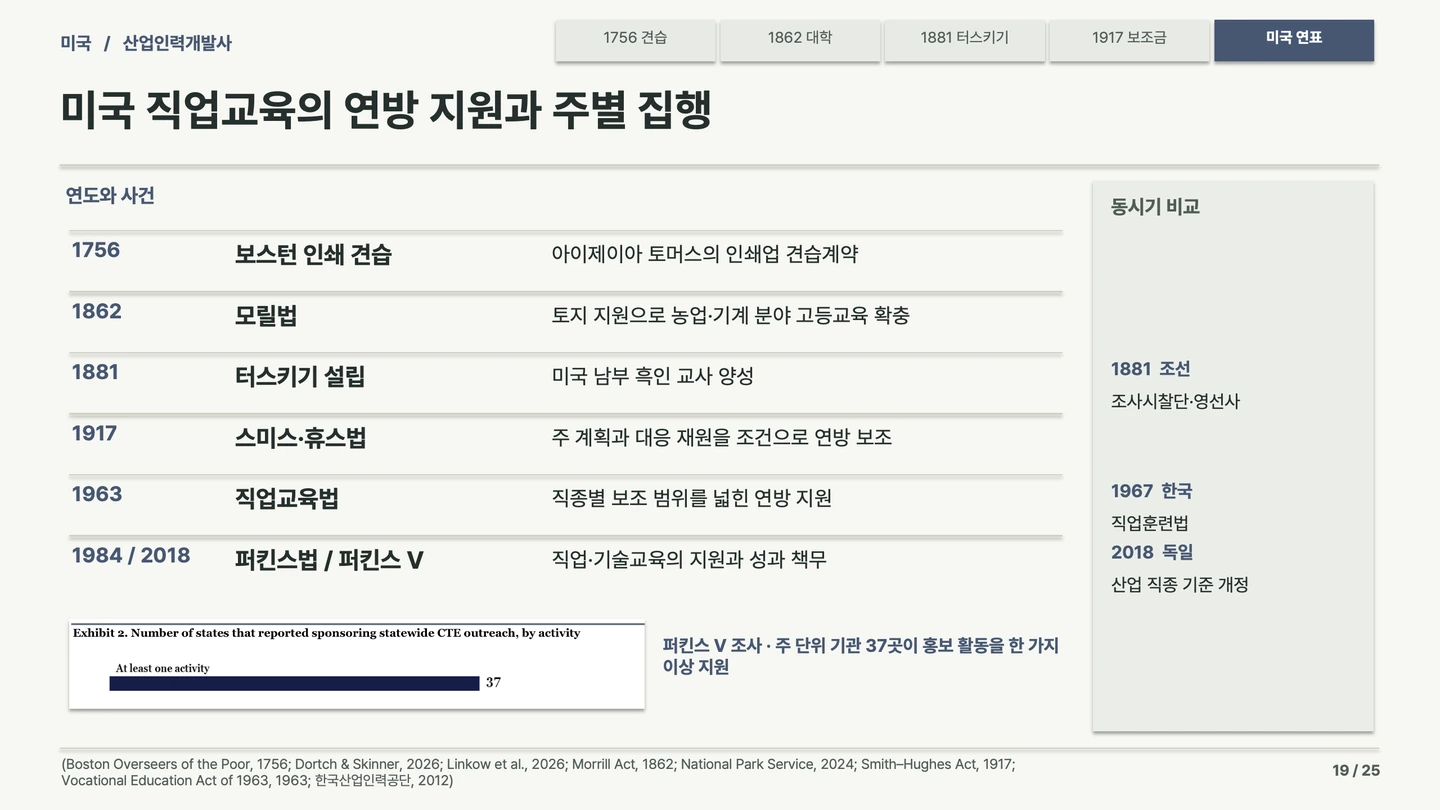 미국 / 산업인력개발사
1756 견습
1862 대학
1881 터스키기
1917 보조금
미국 연표
미국 직업교육의 연방 지원과 주별 집행
연도와 사건
1756 보스턴 인쇄 견습 아이제이아 토머스의 인쇄업 견습계약
1862 모릴법 토지 지원으로 농업·기계 분야 고등교육 확충
1881 터스키기 설립 미국 남부 흑인 교사 양성
1917 스미스·휴스법 주 계획과 대응 재원을 조건으로 연방 보조
1963 직업교육법 직종별 보조 범위를 넓힌 연방 지원
1984 / 2018 퍼킨스법 / 퍼킨스 V 직업·기술교육의 지원과 성과 책무
동시기 비교
1881 조선
조사시찰단·영선사
1967 한국
직업훈련법
2018 독일
산업 직종 기준 개정
Exhibit 2. Number of states that reported sponsoring statewide CTE outreach, by activity
At least one activity
37
퍼킨스 V 조사 · 주 단위 기관 37곳이 홍보 활동을 한 가지
이상 지원
(Boston Overseers of the Poor, 1756; Dortch & Skinner, 2026; Linkow et al., 2026; Morrill Act, 1862; National Park Service, 2024; Smith–Hughes Act, 1917;
Vocational Education Act of 1963, 1963; 한국산업인력공단, 2012)
19 / 25